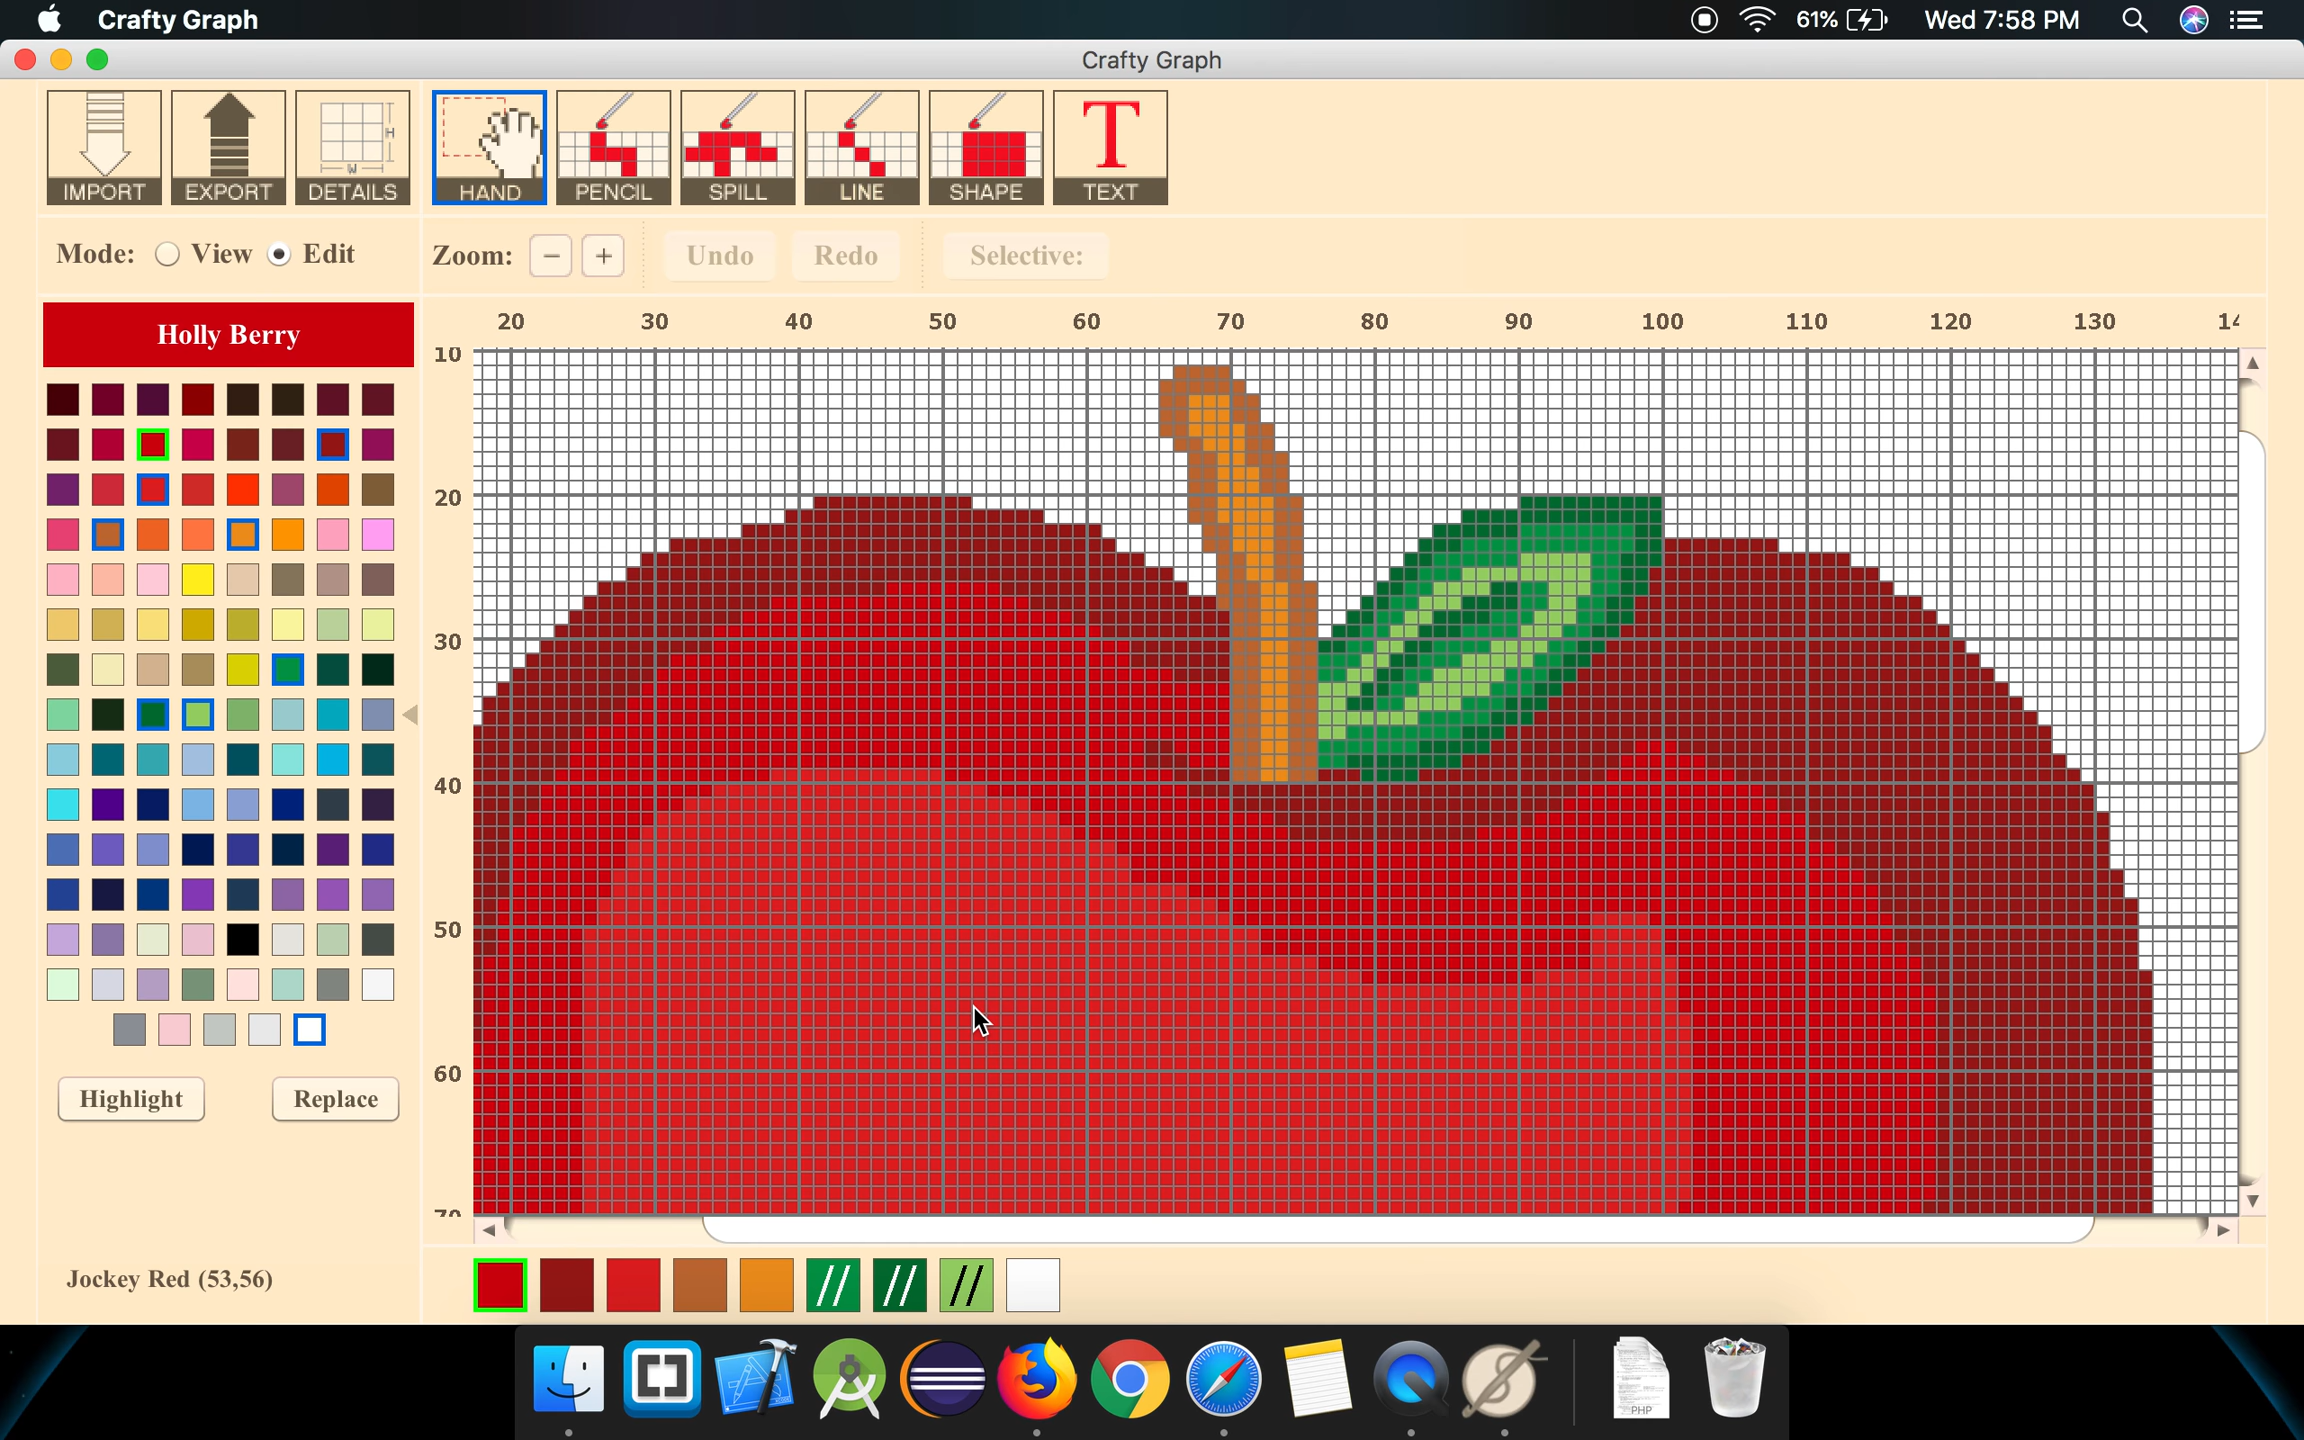 Crafty Graph
61%
Wed 7:58 PM
Crafty Graph
IMPORT
EXPORT
DETAILS
HAND
PENCIL
SPILL
LINE
SHAPE
TEXT
H
W
T
Mode: View Edit
Zoom: − +
Undo
Redo
Selective:
Holly Berry
20 30 40 50 60 70 80 90 100 110 120 130
10
20
30
40
50
60
70
Highlight
Replace
Jockey Red (53,56)
PHP